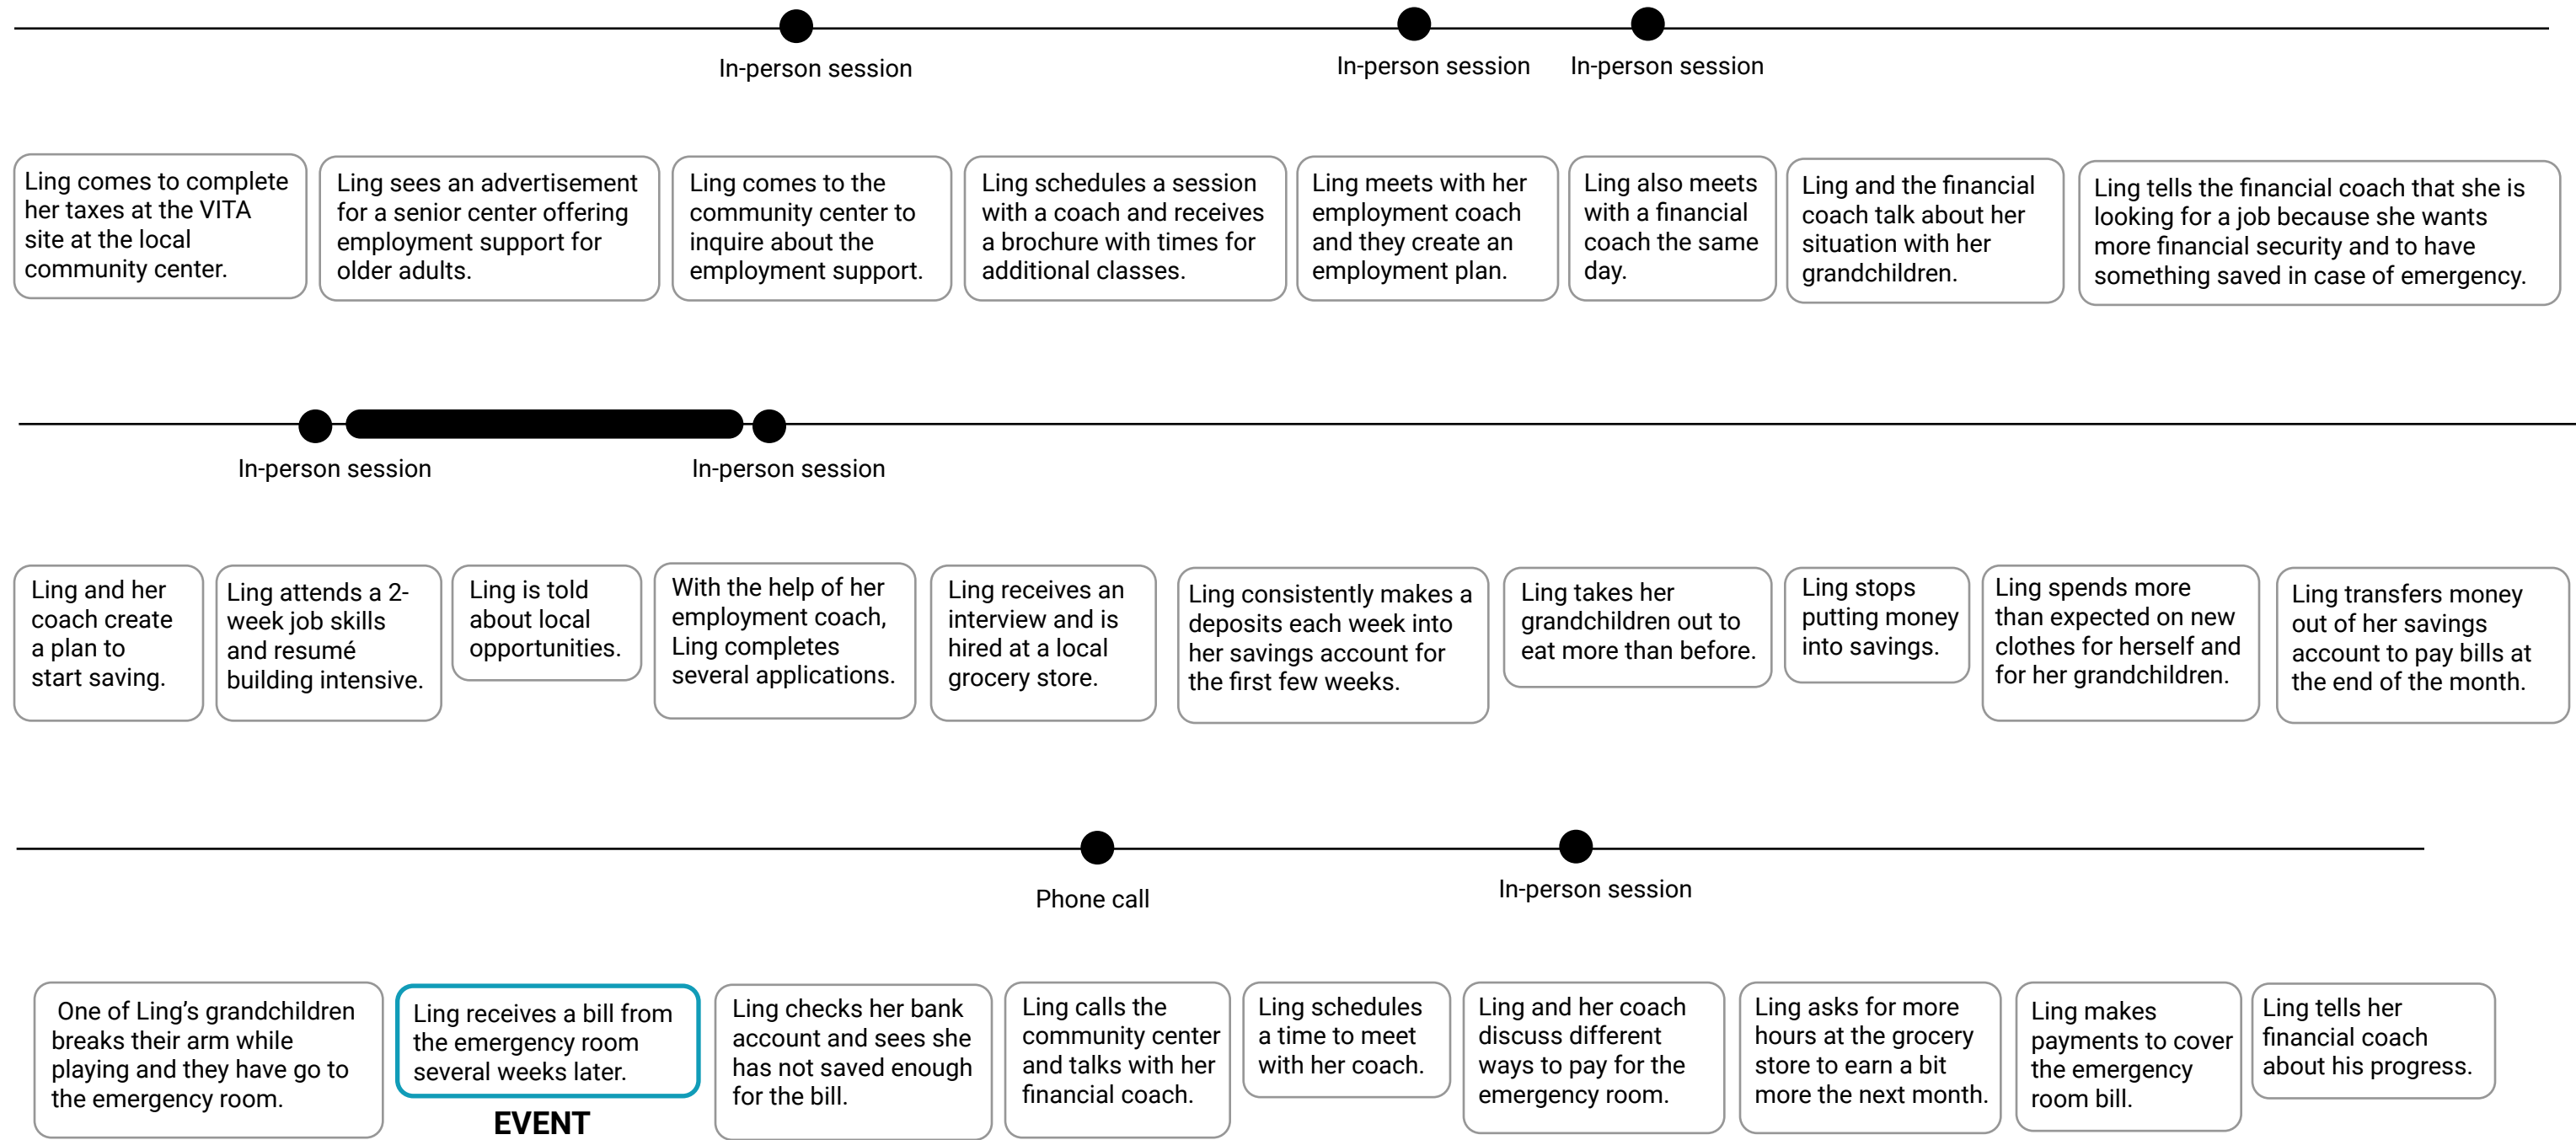 In-person session
In-person session
In-person session
Ling comes to complete
her taxes at the VITA
site at the local
community center.
Ling sees an advertisement
for a senior center offering
employment support for
older adults.
Ling comes to the
community center to
inquire about the
employment support.
Ling schedules a session
with a coach and receives
a brochure with times for
additional classes.
Ling meets with her
employment coach
and they create an
employment plan.
Ling also meets
with a financial
coach the same
day.
Ling and the financial
coach talk about her
situation with her
grandchildren.
Ling tells the financial coach that she is
looking for a job because she wants
more financial security and to have
something saved in case of emergency.
In-person session
In-person session
Ling and her
coach create
a plan to
start saving.
Ling attends a 2-
week job skills
and resumé
building intensive.
Ling is told
about local
opportunities.
With the help of her
employment coach,
Ling completes
several applications.
Ling receives an
interview and is
hired at a local
grocery store.
Ling consistently makes a
deposits each week into
her savings account for
the first few weeks.
Ling takes her
grandchildren out to
eat more than before.
Ling stops
putting money
into savings.
Ling spends more
than expected on new
clothes for herself and
for her grandchildren.
Ling transfers money
out of her savings
account to pay bills at
the end of the month.
Phone call
In-person session
One of Ling's grandchildren
breaks their arm while
playing and they have go to
the emergency room.
Ling receives a bill from
the emergency room
several weeks later.
EVENT
Ling checks her bank
account and sees she
has not saved enough
for the bill.
Ling calls the
community center
and talks with her
financial coach.
Ling schedules
a time to meet
with her coach.
Ling and her coach
discuss different
ways to pay for the
emergency room.
Ling asks for more
hours at the grocery
store to earn a bit
more the next month.
Ling makes
payments to cover
the emergency
room bill.
Ling tells her
financial coach
about his progress.